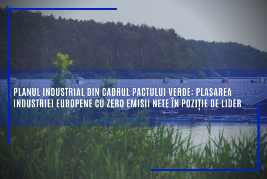 PLANUL INDUSTRIAL DIN CADRUL PACTULUI VERDE: PLASAREA
INDUSTRIEI EUROPENE CU ZERO EMISII NETE ÎN POZIȚIE DE LIDER